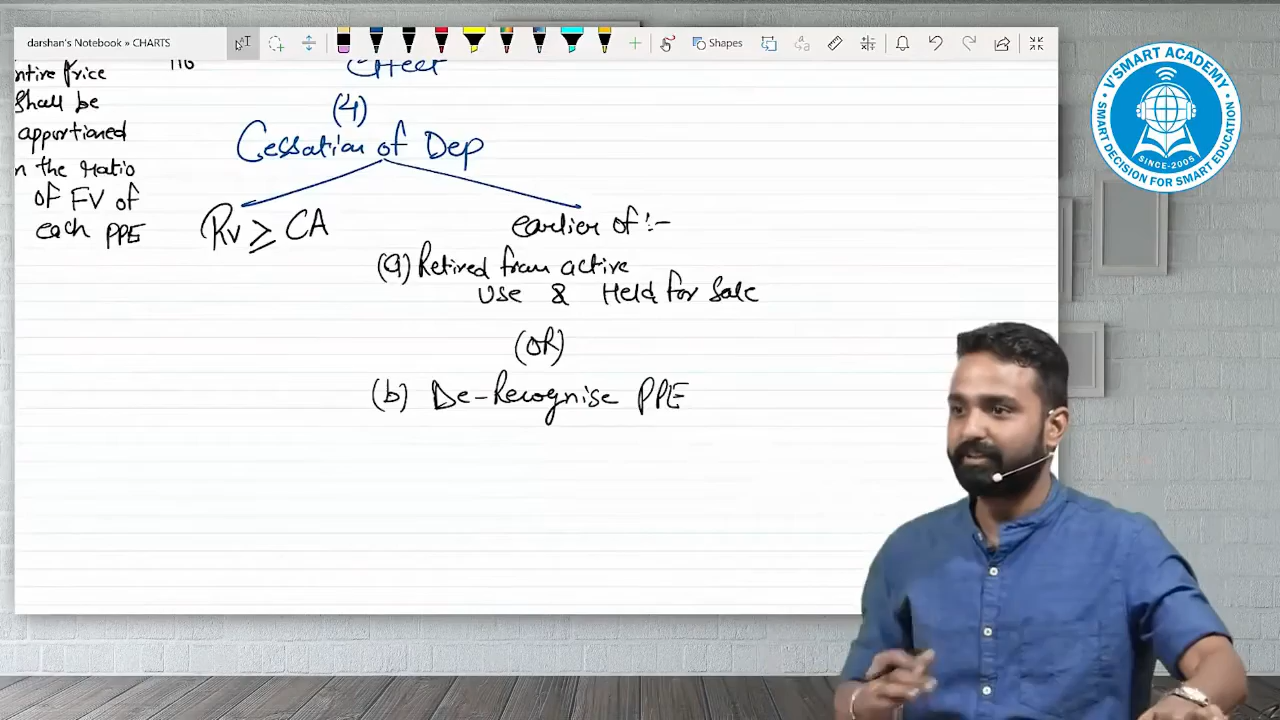 darshan's Notebook » CHARTS
Shapes
Price
Shall be
apportioned
the ratio
of FV of
each PPE
116
Effect
(4)
Cessation of Dep
RV ≥ CA
earlier of :-
(a) Retired from active
Use & Held for Sale
(OR)
(b) De-Recognise PPE
V'SMART ACADEMY
SINCE-2005
SMART DECISION FOR SMART EDUCATION